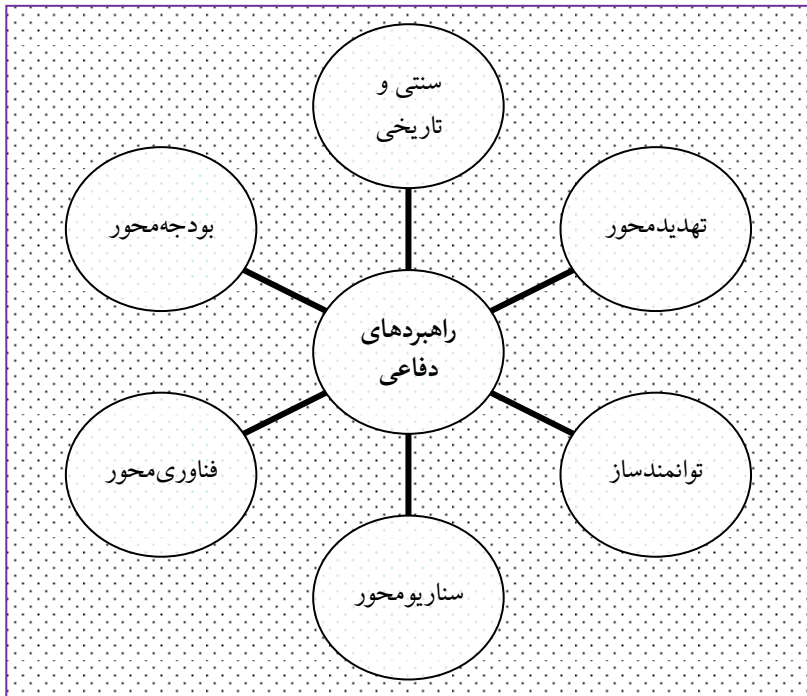 سنتی و
تاریخی
تهدیدمحور
بودجه‌محور
راهبردهای
دفاعی
توانمندساز
فناوری‌محور
سناریومحور